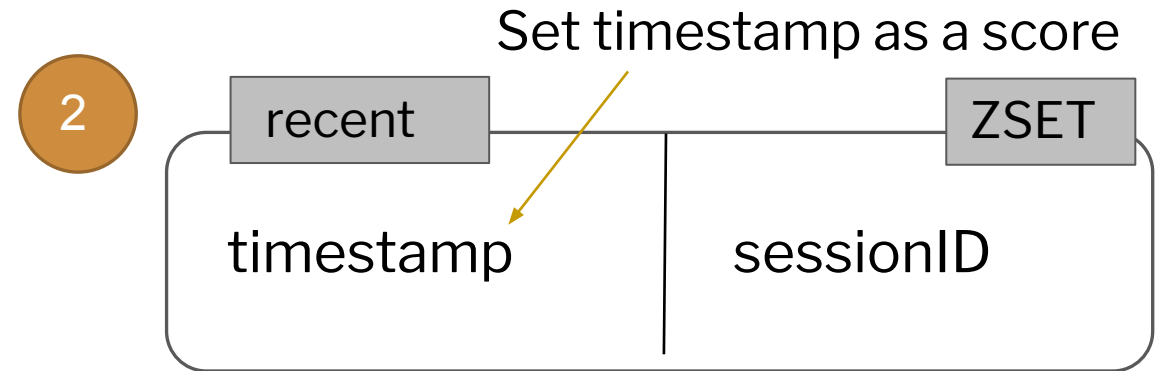 Set timestamp as a score
2
recent
ZSET
timestamp
sessionID